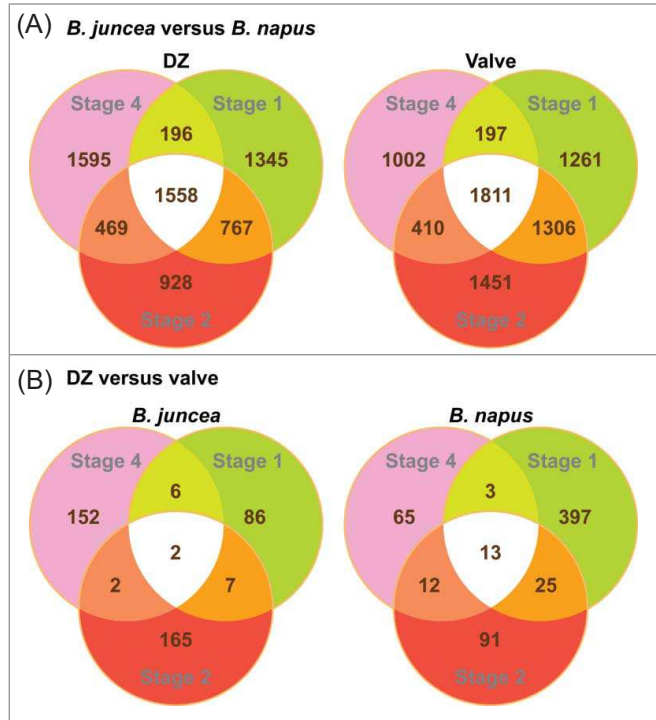 (A) B. juncea versus B. napus
DZ
Stage 4
Stage 1
196
1595
1345
1558
469
767
928
Stage 2
Valve
Stage 4
Stage 1
197
1002
1261
1811
410
1306
1451
Stage 2
(B) DZ versus valve
B. juncea
Stage 4
Stage 1
6
152
86
2
2
7
165
Stage 2
B. napus
Stage 4
Stage 1
3
65
397
13
12
25
91
Stage 2